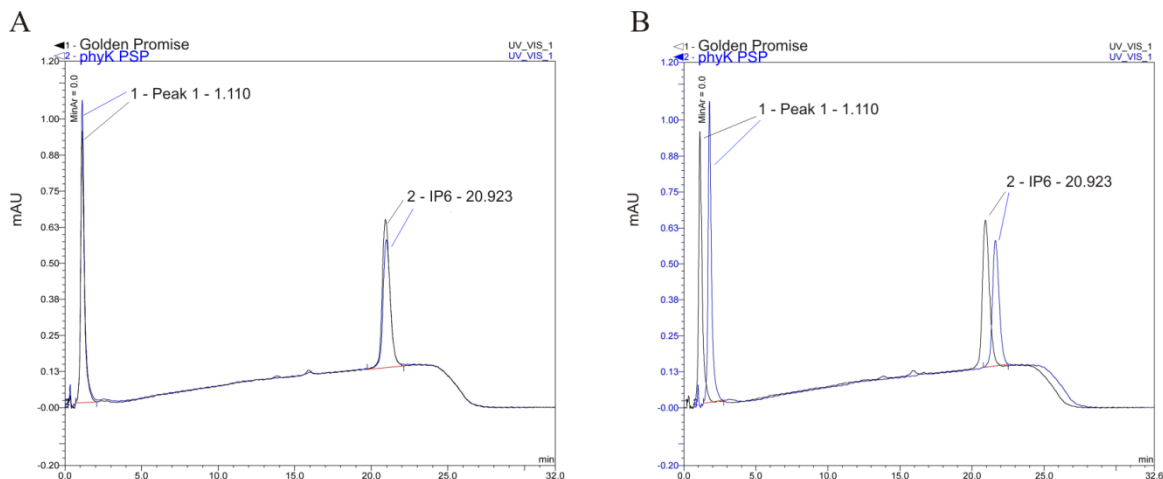 A
1 - Golden Promise
UV_VIS_1
2 - phyK PSP
UV_VIS_1
1.20
MinAr = 0.0
1 - Peak 1 - 1.110
1.00
0.88
0.75
2 - IP6 - 20.923
mAU
0.63
0.50
0.38
0.25
0.13
-0.00
-0.20
min
0.0
5.0
10.0
15.0
20.0
25.0
32.0
B
1 - Golden Promise
UV_VIS_1
2 - phyK PSP
UV_VIS_1
1.20
MinAr = 0.0
1 - Peak 1 - 1.110
1.00
0.88
0.75
2 - IP6 - 20.923
mAU
0.63
0.50
0.38
0.25
0.13
-0.00
-0.20
min
0.0
5.0
10.0
15.0
20.0
25.0
32.6